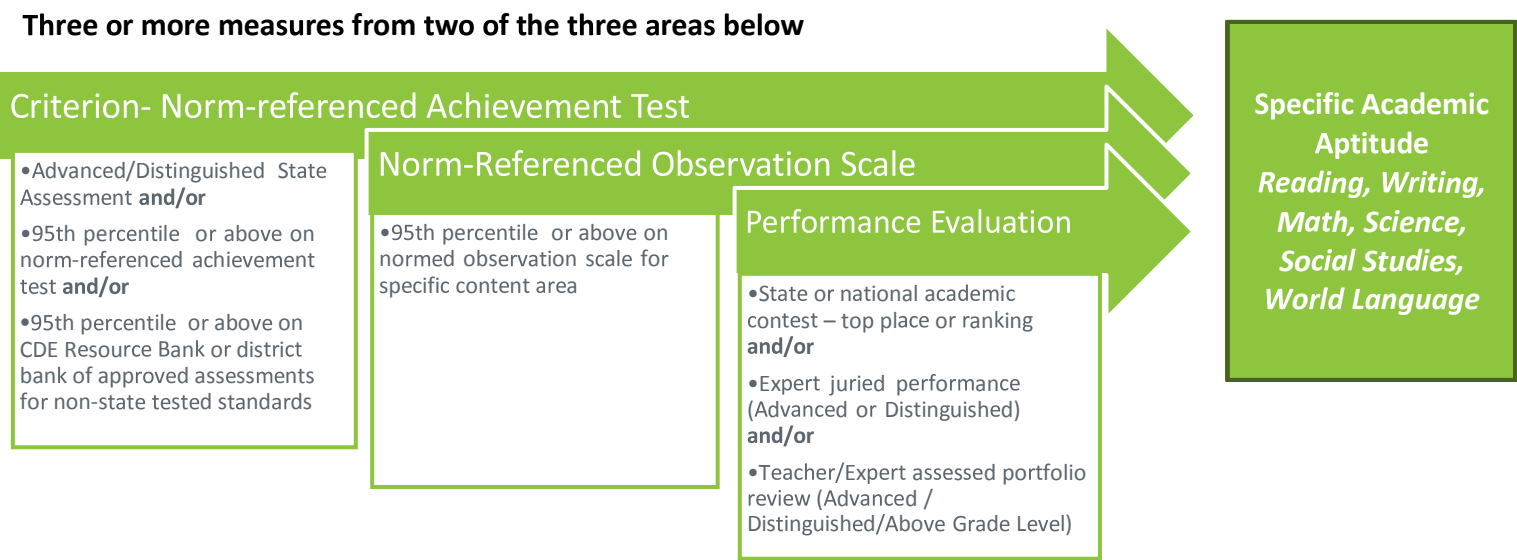 Three or more measures from two of the three areas below
Criterion- Norm-referenced Achievement Test
•Advanced/Distinguished State
Assessment and/or
•95th percentile or above on
norm-referenced achievement
test and/or
•95th percentile or above on
CDE Resource Bank or district
bank of approved assessments
for non-state tested standards
Norm-Referenced Observation Scale
•95th percentile or above on
normed observation scale for
specific content area
Performance Evaluation
•State or national academic
contest – top place or ranking
and/or
•Expert juried performance
(Advanced or Distinguished)
and/or
•Teacher/Expert assessed portfolio
review (Advanced /
Distinguished/Above Grade Level)
Specific Academic
Aptitude
Reading, Writing,
Math, Science,
Social Studies,
World Language